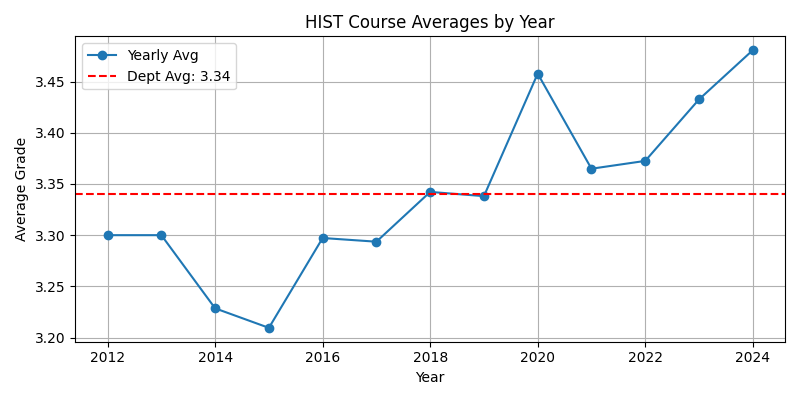 HIST Course Averages by Year
Yearly Avg
Dept Avg: 3.34
Average Grade
3.45
3.40
3.35
3.30
3.25
3.20
2012 2014 2016 2018 2020 2022 2024
Year